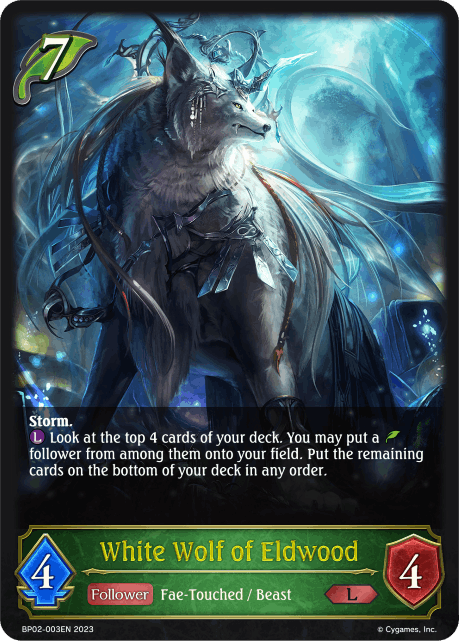 7
Storm.
L Look at the top 4 cards of your deck. You may put a
follower from among them onto your field. Put the remaining
cards on the bottom of your deck in any order.
White Wolf of Eldwood
4
Follower Fae-Touched / Beast L
4
BP02-003EN 2023 © Cygames, Inc.